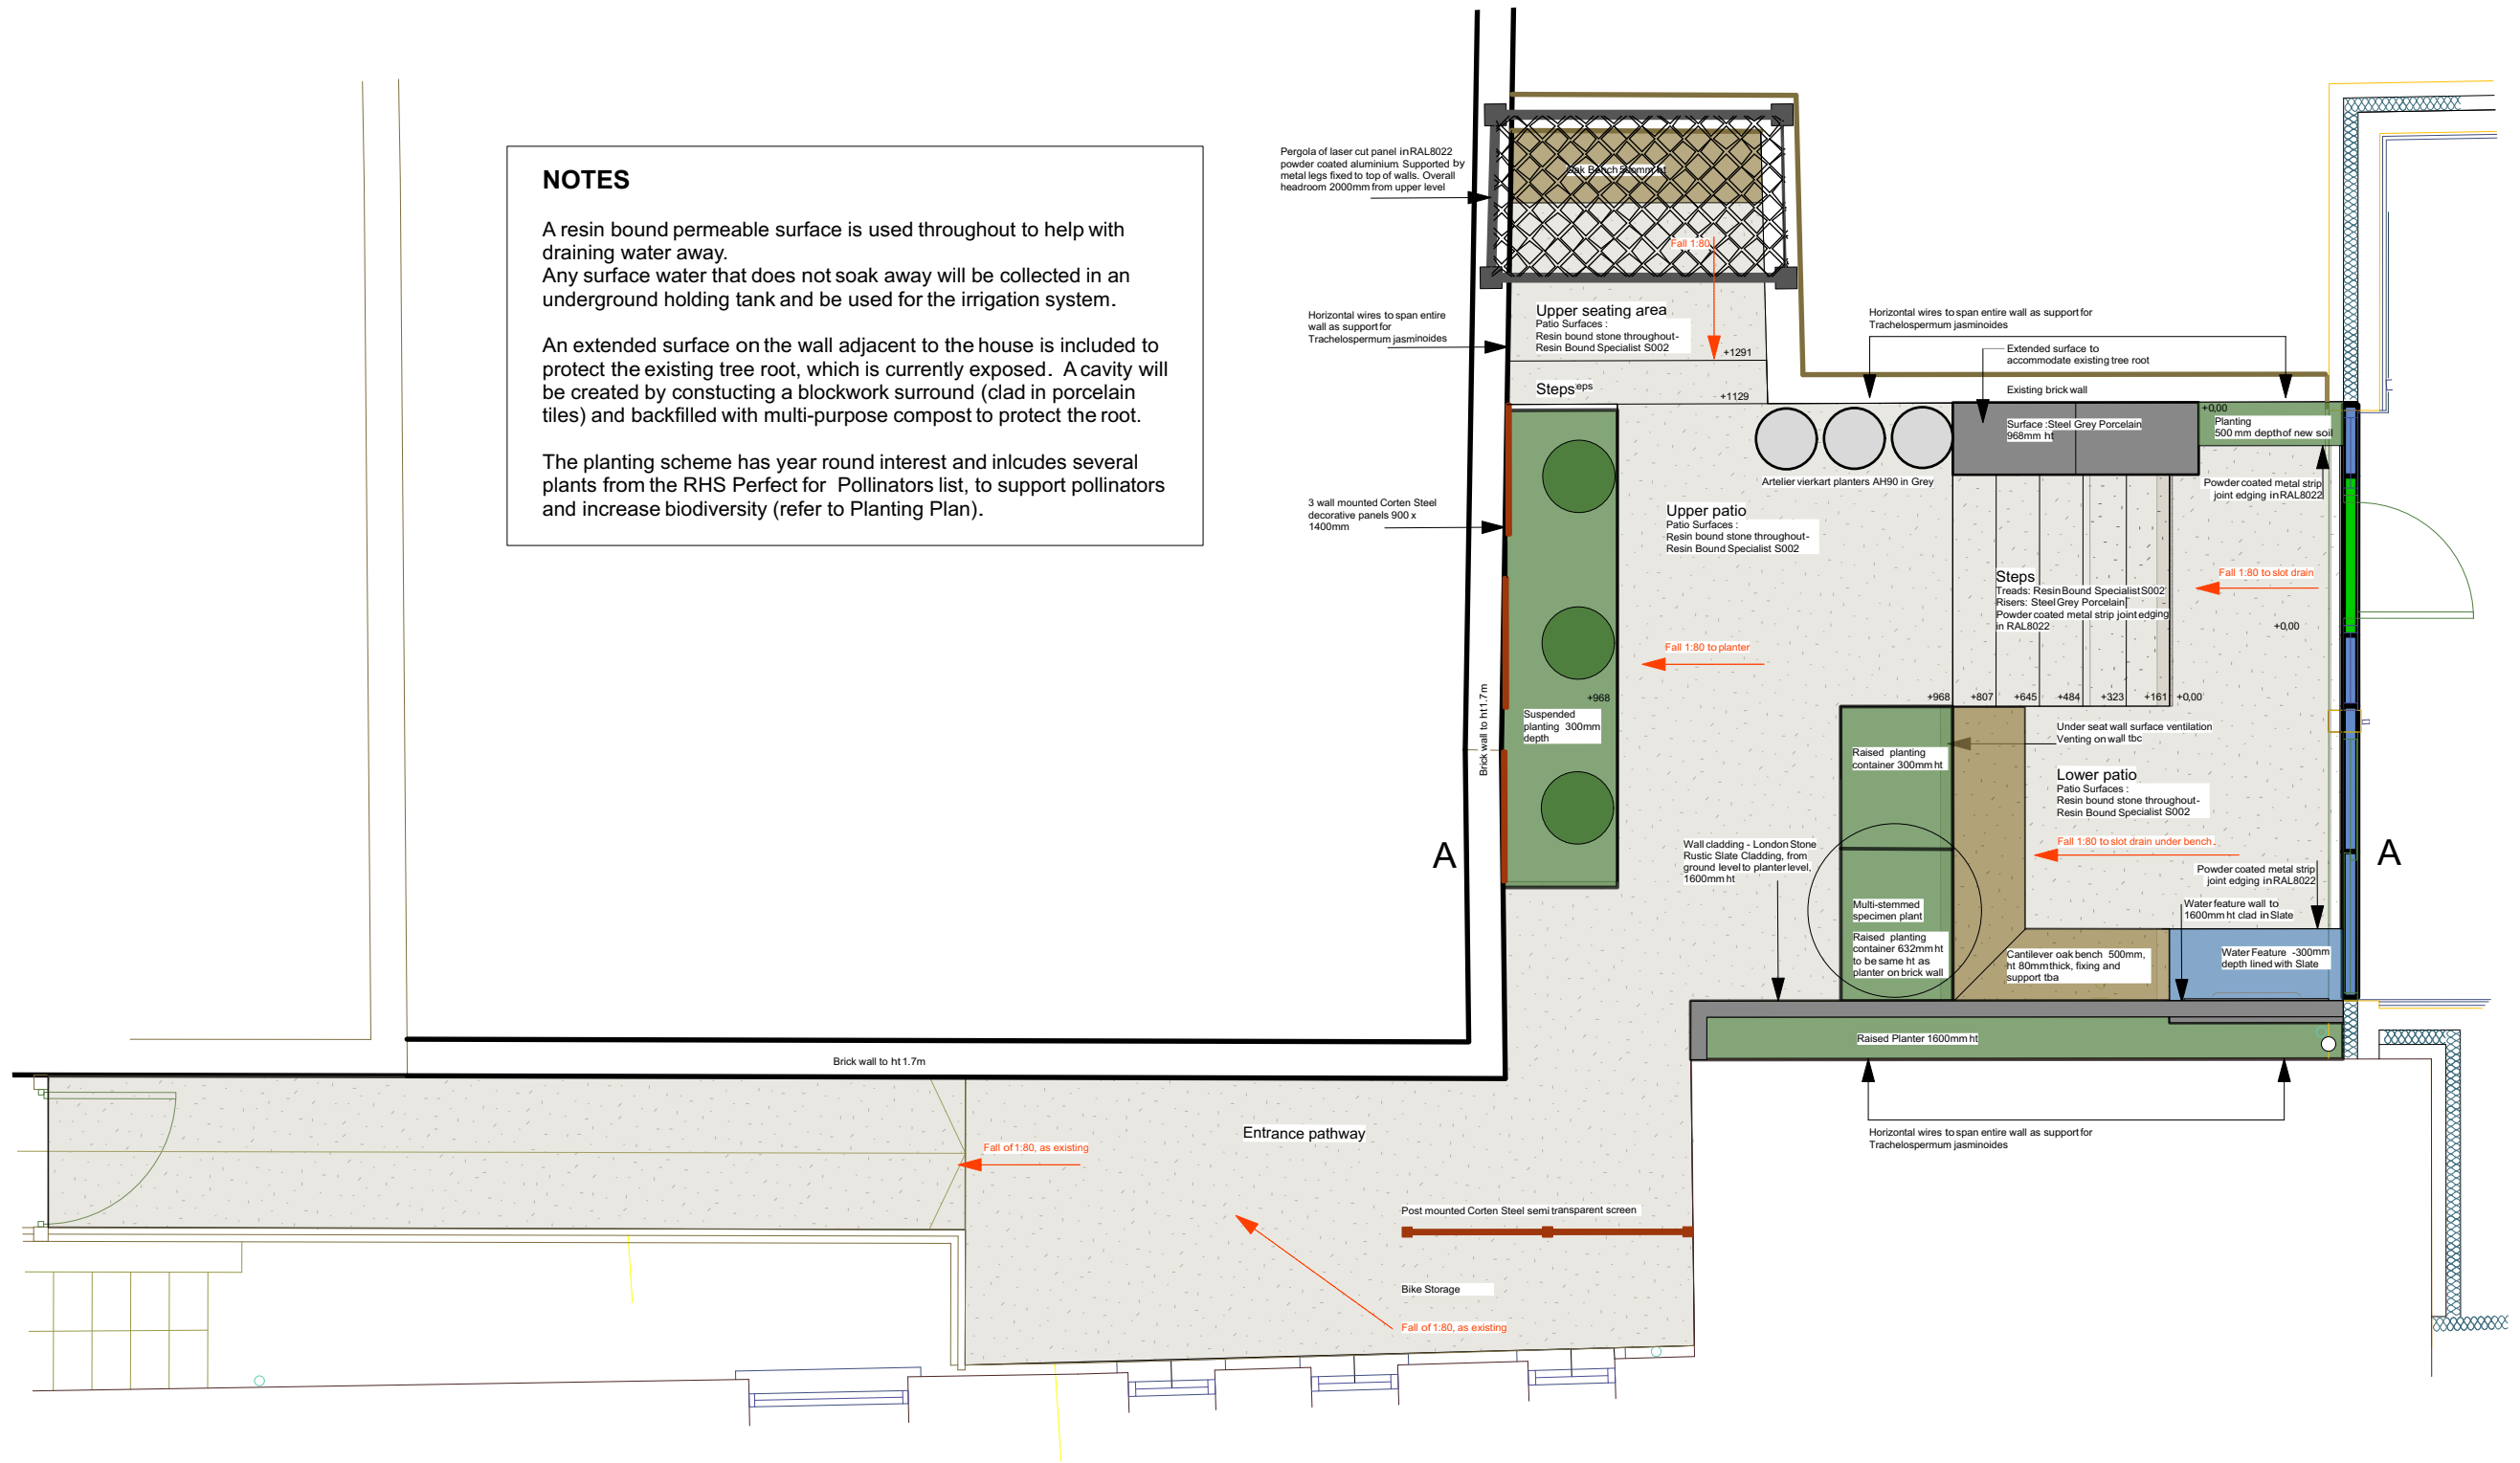 NOTES
A resin bound permeable surface is used throughout to help with
draining water away.
Any surface water that does not soak away will be collected in an
underground holding tank and be used for the irrigation system.
An extended surface on the wall adjacent to the house is included to
protect the existing tree root, which is currently exposed. A cavity will
be created by constucting a blockwork surround (clad in porcelain
tiles) and backfilled with multi-purpose compost to protect the root.
The planting scheme has year round interest and inlcudes several
plants from the RHS Perfect for Pollinators list, to support pollinators
and increase biodiversity (refer to Planting Plan).
Pergola of laser cut panel in RAL8022
powder coated aluminium. Supported by
metal legs fixed to top of walls. Overall
headroom 2000mm from upper level
Oak Bench 500mm ht
Fall 1:80
Horizontal wires to span entire
wall as support for
Trachelospermum jasminoides
Upper seating area
Patio Surfaces :
Resin bound stone throughout-
Resin Bound Specialist S002
+1291
Steps
+1129
Horizontal wires to span entire wall as support for
Trachelospermum jasminoides
Extended surface to
accommodate existing tree root
Existing brick wall
Surface :Steel Grey Porcelain
968mm ht
+0,00
Planting
500 mm depth of new soil
Artelier vierkart planters AH90 in Grey
Powder coated metal strip
joint edging in RAL8022
3 wall mounted Corten Steel
decorative panels 900 x
1400mm
Upper patio
Patio Surfaces :
Resin bound stone throughout-
Resin Bound Specialist S002
Steps
Treads: Resin Bound Specialist S002
Risers: Steel Grey Porcelain
Powder coated metal strip joint edging
in RAL8022
Fall 1:80 to slot drain
+0,00
Fall 1:80 to planter
+968
+968 +807 +645 +484 +323 +161 +0,00
Brick wall to ht 1.7m
Suspended
planting 300mm
depth
Raised planting
container 300mm ht
Under seat wall surface ventilation
Venting on wall tbc
Lower patio
Patio Surfaces :
Resin bound stone throughout-
Resin Bound Specialist S002
A
A
Wall cladding - London Stone
Rustic Slate Cladding, from
ground level to planter level,
1600mm ht
Fall 1:80 to slot drain under bench.
Powder coated metal strip
joint edging in RAL8022
Multi-stemmed
specimen plant
Water feature wall to
1600mm ht clad in Slate
Raised planting
container 632mm ht
to be same ht as
planter on brick wall
Cantilever oak bench 500mm,
ht 80mm thick, fixing and
support tba
Water Feature -300mm
depth lined with Slate
Raised Planter 1600mm ht
Brick wall to ht 1.7m
Entrance pathway
Fall of 1:80, as existing
Horizontal wires to span entire wall as support for
Trachelospermum jasminoides
Post mounted Corten Steel semi transparent screen
Bike Storage
Fall of 1:80, as existing